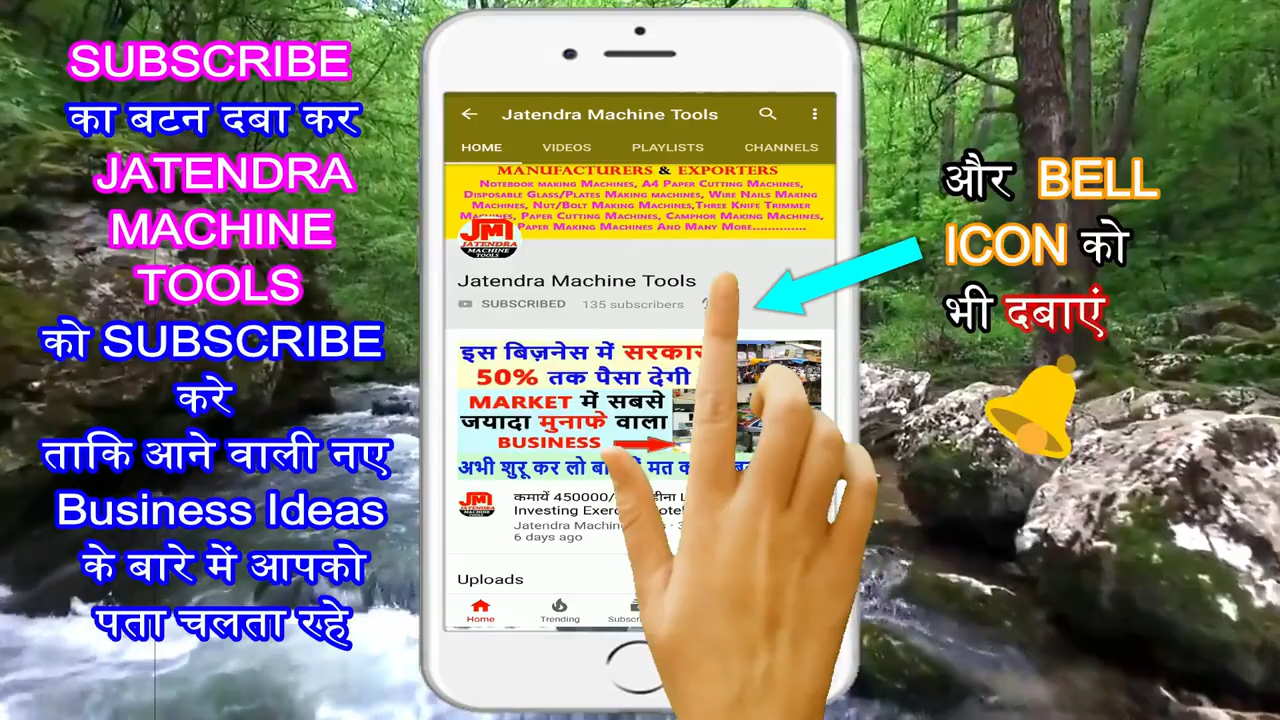 SUBSCRIBE
का बटन दबा कर
JATENDRA
MACHINE
TOOLS
को SUBSCRIBE
करे
ताकि आने वाली नए
Business Ideas
के बारे में आपको
पता चलता रहे
Jatendra Machine Tools
HOME VIDEOS PLAYLISTS CHANNELS
MANUFACTURERS & EXPORTERS
NOTEBOOK MAKING MACHINES, A4 PAPER CUTTING MACHINES,
DISPOSABLE GLASS/PLATES MAKING MACHINES, WIRE NAILS MAKING
MACHINES, NUT/BOLT MAKING MACHINES,THREE KNIFE TRIMMER
MACHINES, PAPER CUTTING MACHINES, CAMPHOR MAKING MACHINES,
PAPER MAKING MACHINES AND MANY MORE..............
JMT
JATENDRA
MACHINE
TOOLS
Jatendra Machine Tools
SUBSCRIBED 135 subscribers
इस बिज़नेस में सरकार
50% तक पैसा देगी
MARKET में सबसे
जयादा मुनाफे वाला
BUSINESS
अभी शुरू कर लो मत
JMT
JATENDRA
MACHINE
TOOLS
कमायें 450000/
Investing
Jatendra
6 days ago
Uploads
Home Trending
और BELL
ICON को
भी दबाएं